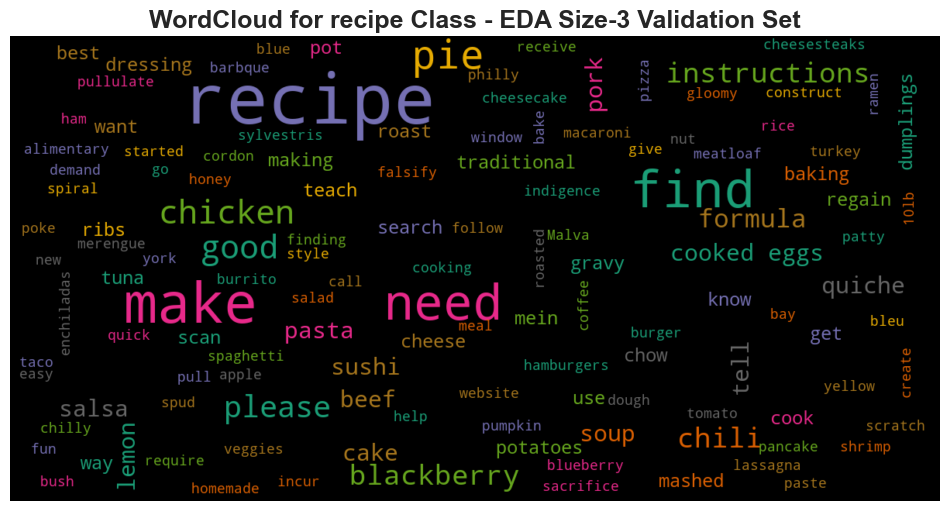 WordCloud for recipe Class - EDA Size-3 Validation Set
best
blue
pot
pie
receive
cheesesteaks
dressing
barbque
philly
pork
pizza
instructions
ramen
pullulate
recipe
cheesecake
gloomy
construct
dumplings
ham
want
sylvestris
roast
window
bake
macaroni
nut
rice
alimentary
started
cordon
making
traditional
give
meatloaf
turkey
demand
go
honey
teach
falsify
indigence
find
baking
spiral
chicken
formula
regain
10lb
poke
ribs
good
finding
search
follow
Malva
patty
merengue
style
roasted
cooked eggs
new
york
tuna
burrito
call
cooking
gravy
quiche
enchiladas
make
salad
need
coffee
know
bay
quick
scan
pasta
meal
mein
burger
get
bleu
taco
spaghetti
cheese
chow
tell
create
easy
pull
apple
sushi
hamburgers
yellow
salsa
spud
please
beef
website
use
dough
tomato
chilly
lemon
help
pumpkin
soup
chili
cook
scratch
fun
way
require
veggies
cake
potatoes
pancake
shrimp
bush
homemade
incur
blackberry
blueberry
sacrifice
mashed
lassagna
paste